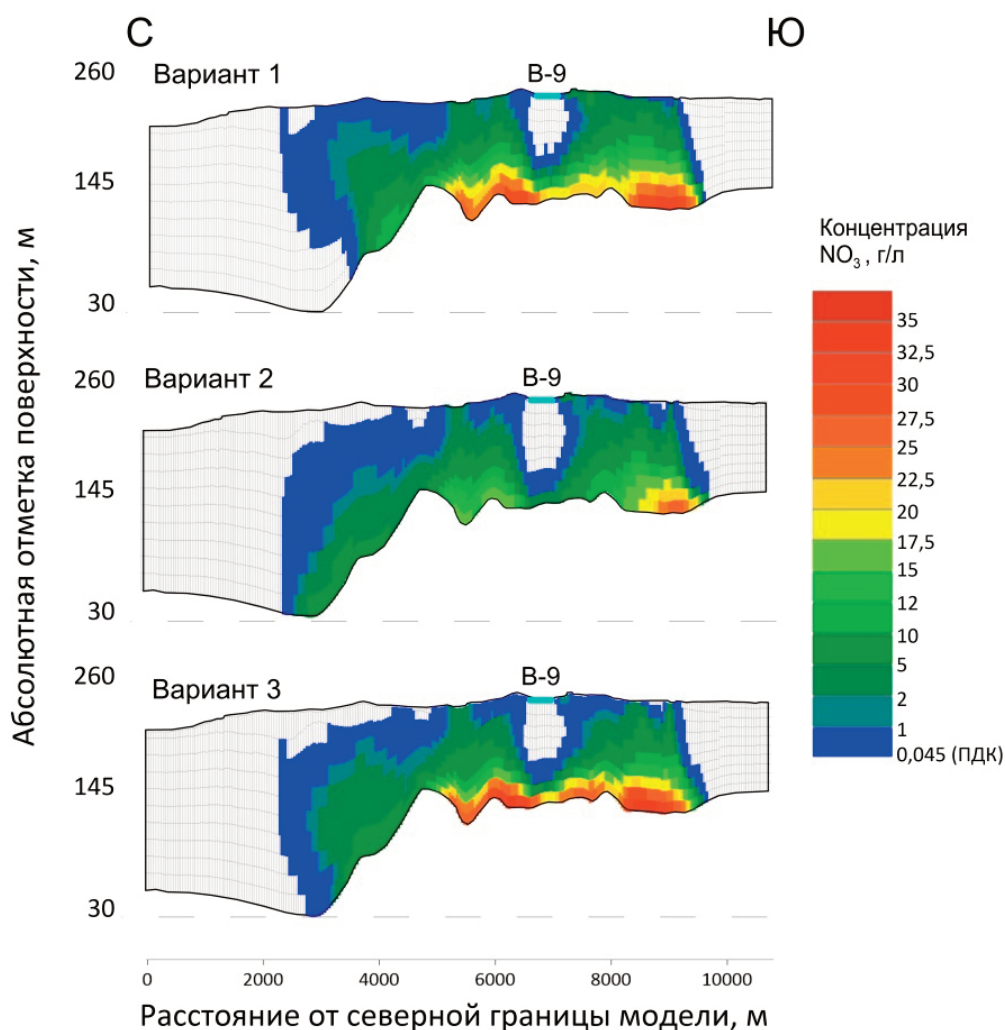 С
Ю
260
Вариант 1
В-9
145
30
260
Вариант 2
В-9
145
30
260
Вариант 3
В-9
145
30
Абсолютная отметка поверхности, м
Концентрация
NO3 , г/л
35
32,5
30
27,5
25
22,5
20
17,5
15
12
10
5
2
1
0,045 (ПДК)
0
2000
4000
6000
8000
10000
Расстояние от северной границы модели, м